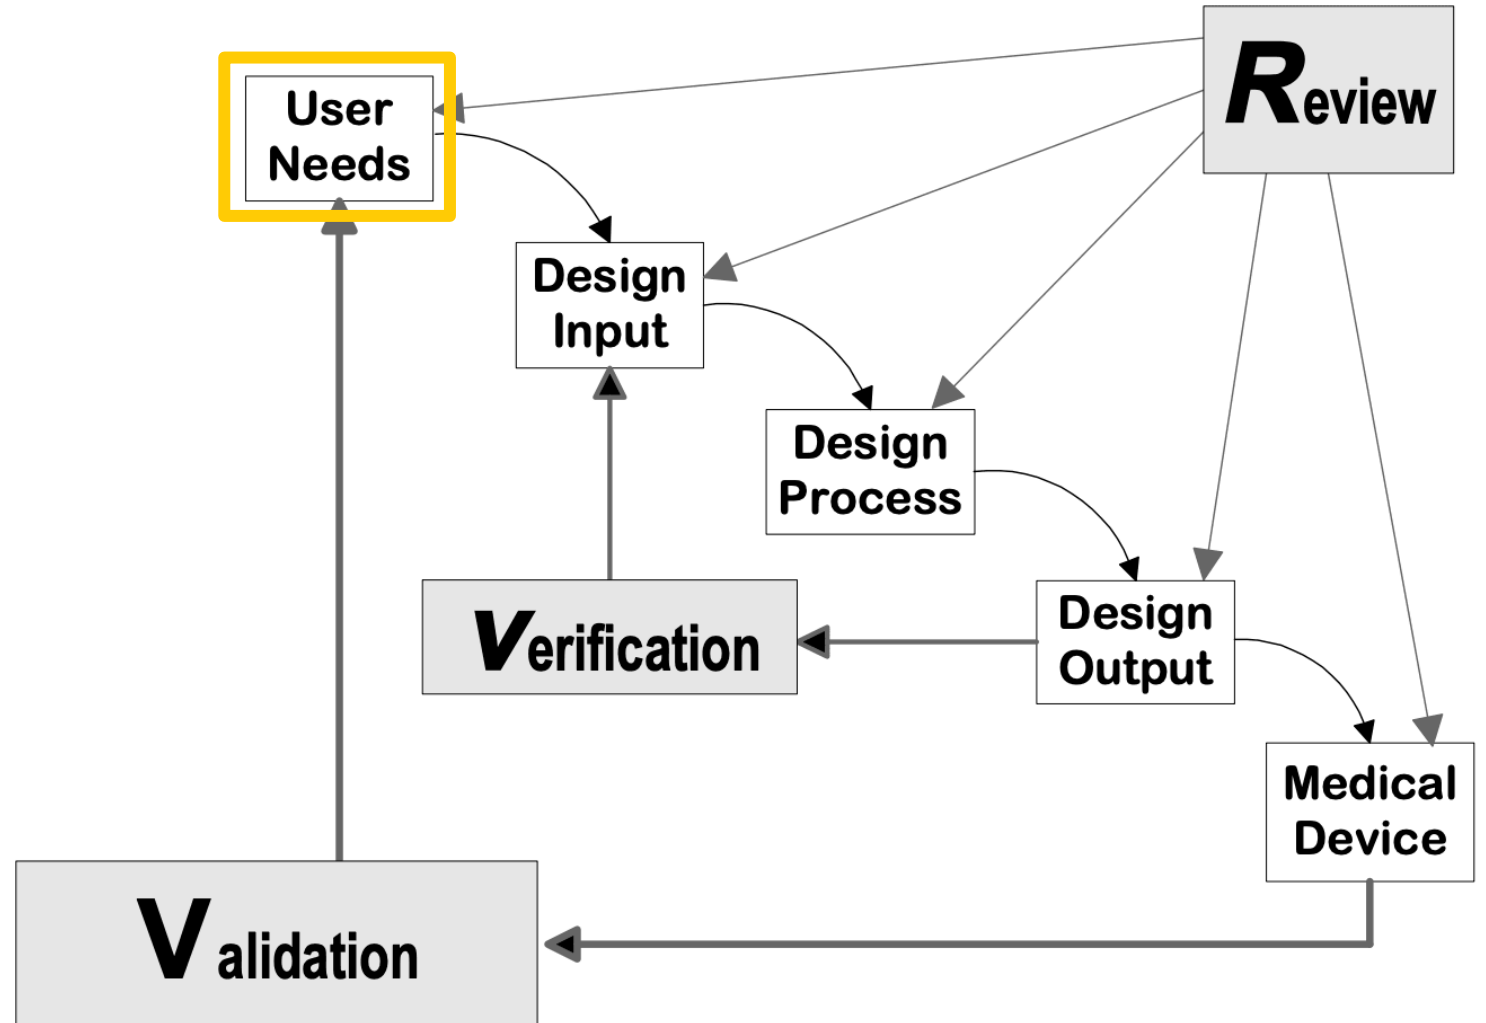 User
Needs
Review
Design
Input
Design
Process
Verification
Design
Output
Medical
Device
Validation